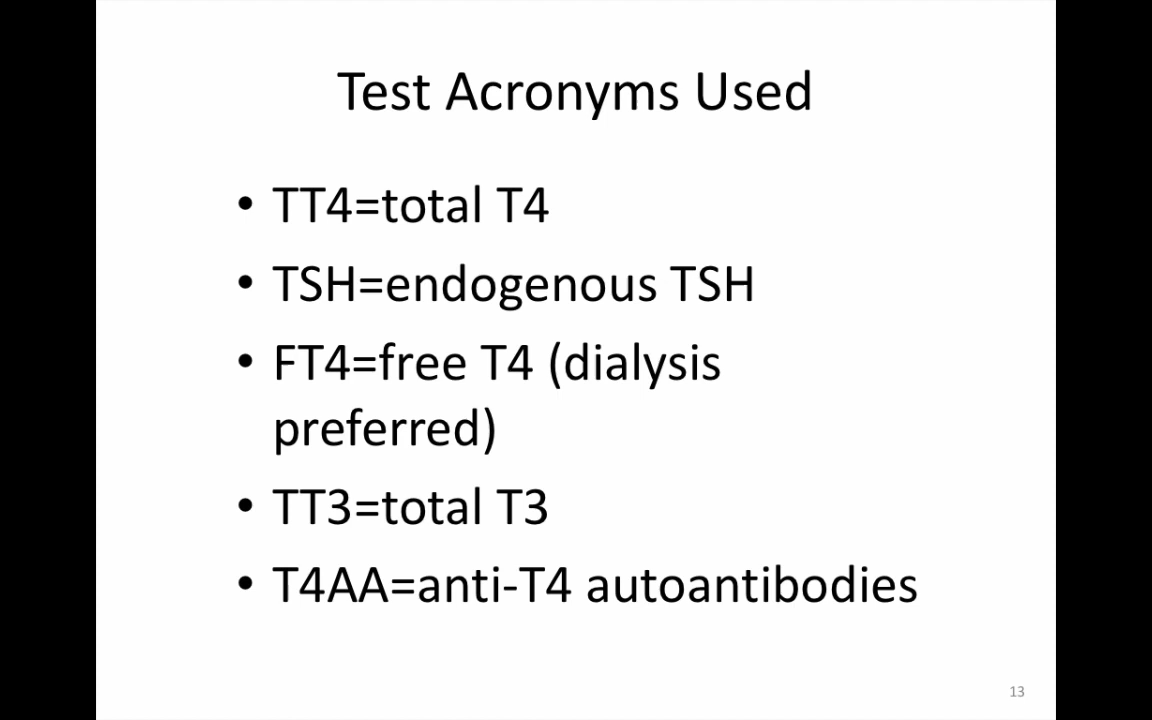 Test Acronyms Used
• TT4=total T4
• TSH=endogenous TSH
• FT4=free T4 (dialysis
preferred)
• TT3=total T3
• T4AA=anti-T4 autoantibodies
13